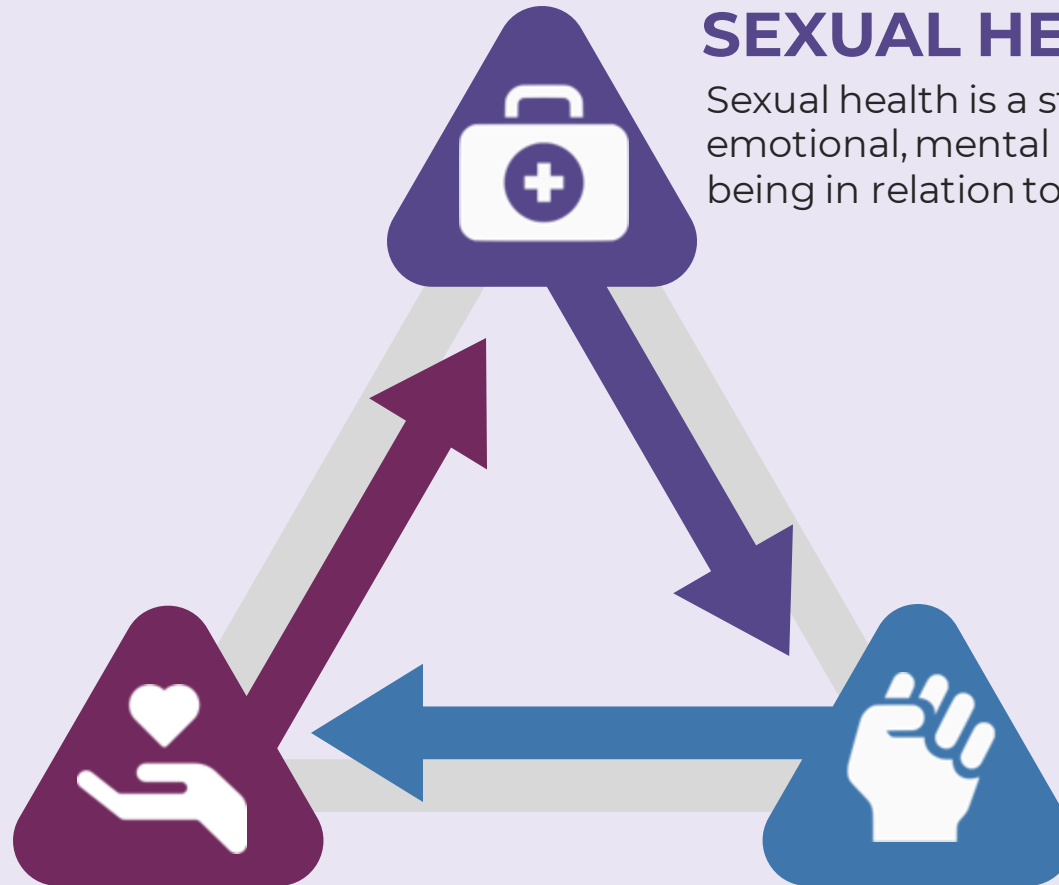 SEXUAL HE
Sexual health is a st
emotional, mental
being in relation to